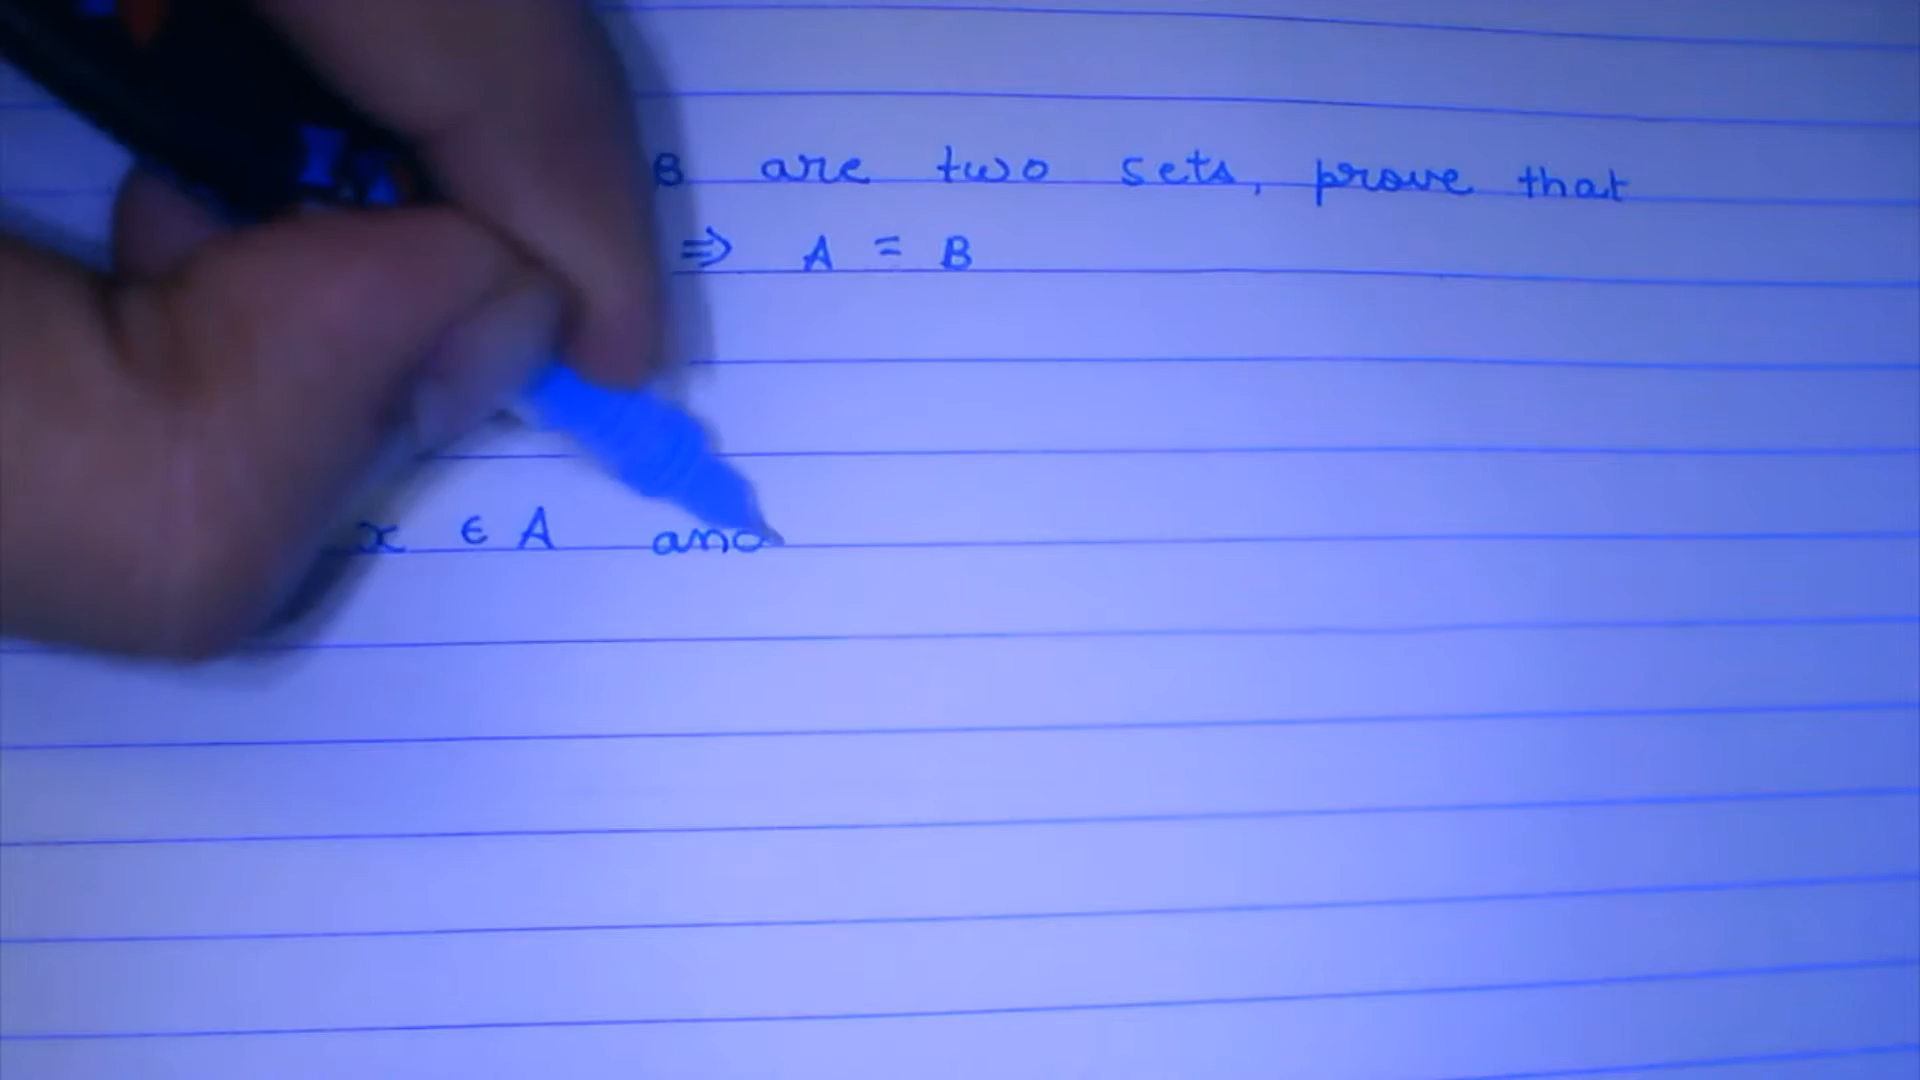 B are two sets, prove that
⇒ A = B
x ∈ A and